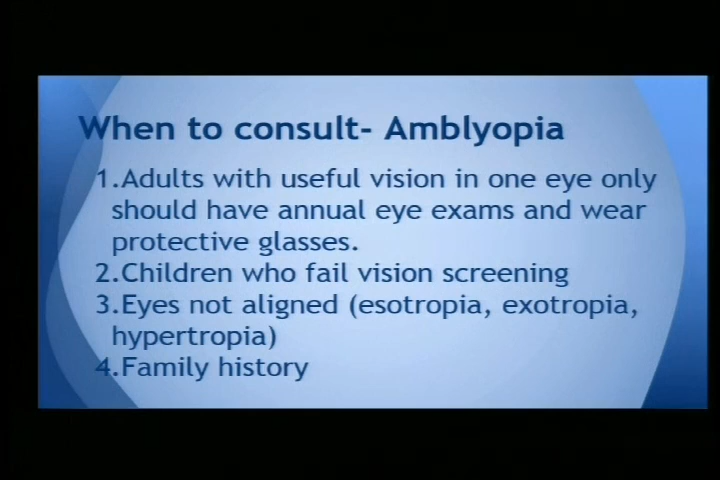 When to consult- Amblyopia
1.Adults with useful vision in one eye only
should have annual eye exams and wear
protective glasses.
2.Children who fail vision screening
3.Eyes not aligned (esotropia, exotropia,
hypertropia)
4.Family history